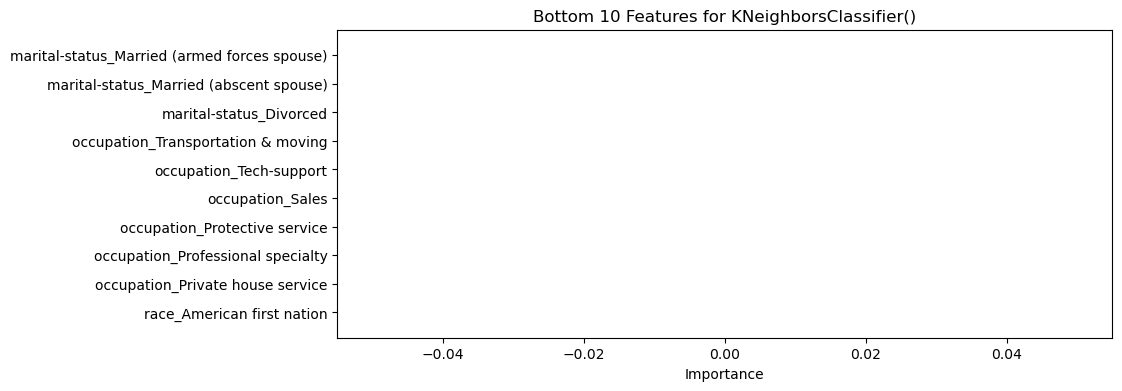 Bottom 10 Features for KNeighborsClassifier()
marital-status_Married (armed forces spouse)
marital-status_Married (abscent spouse)
marital-status_Divorced
occupation_Transportation & moving
occupation_Tech-support
occupation_Sales
occupation_Protective service
occupation_Professional specialty
occupation_Private house service
race_American first nation
−0.04 −0.02 0.00 0.02 0.04
Importance